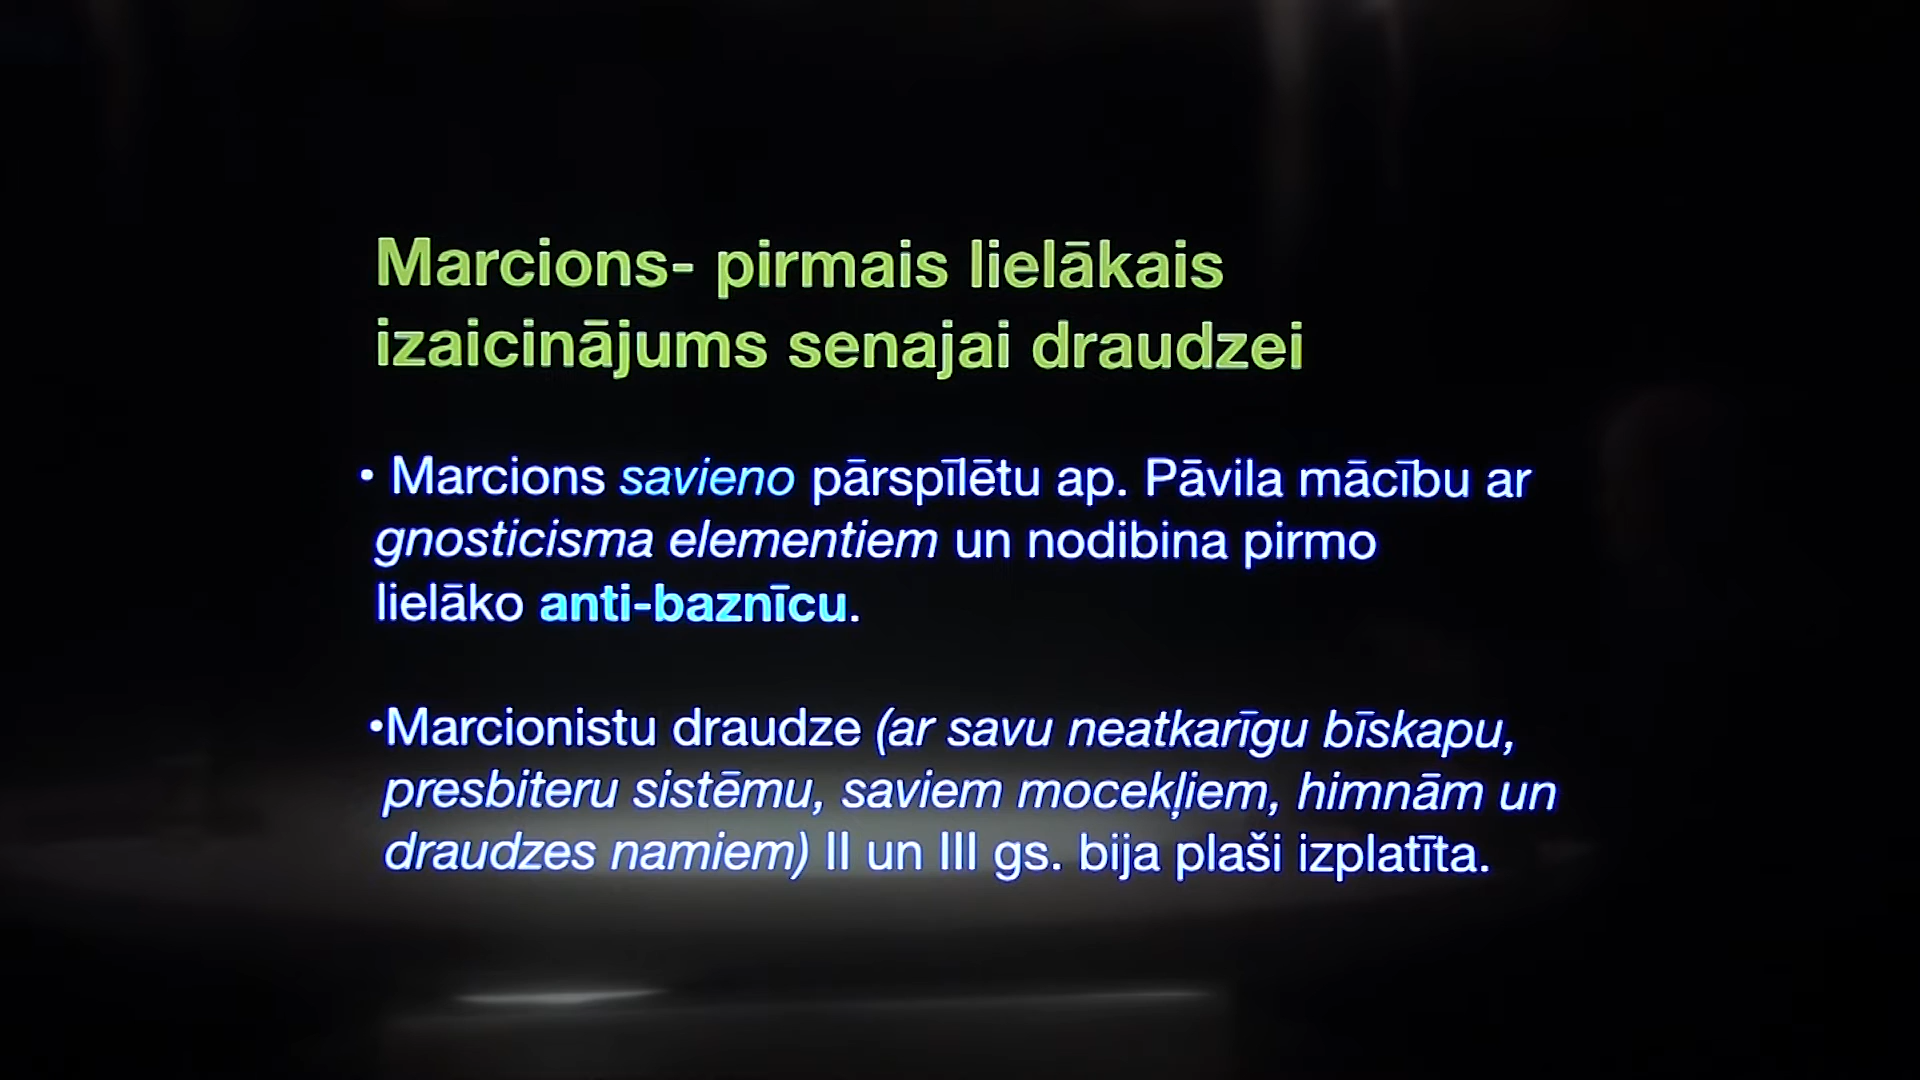 Marcions- pirmais lielākais
izaicinājums senajai draudzei
• Marcions savieno pārspīlētu ap. Pāvila mācību ar
gnosticisma elementiem un nodibina pirmo
lielāko anti-baznīcu.
•Marcionistu draudze (ar savu neatkarīgu bīskapu,
presbiteru sistēmu, saviem mocekļiem, himnām un
draudzes namiem) II un III gs. bija plaši izplatīta.